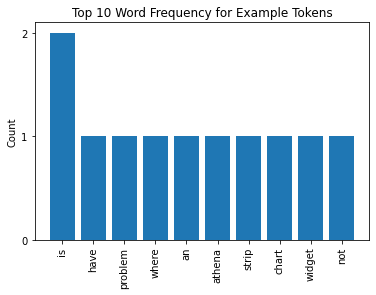 Top 10 Word Frequency for Example Tokens
Count
2
1
0
is
have
problem
where
an
athena
strip
chart
widget
not